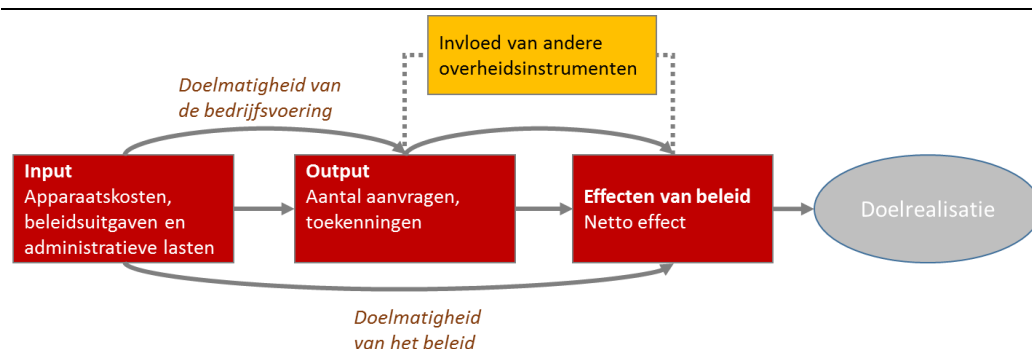 Invloed van andere
overheidsinstrumenten
Doelmatigheid van
de bedrijfsvoering
Input
Apparaatskosten,
beleidsuitgaven en
administratieve lasten
Output
Aantal aanvragen,
toekenningen
Effecten van beleid
Netto effect
Doelrealisatie
Doelmatigheid
van het beleid